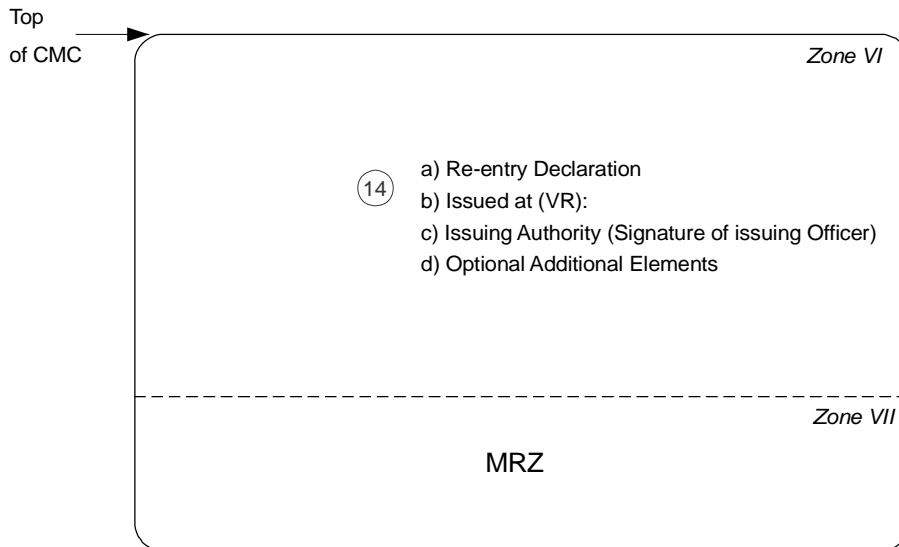 Top
of CMC
Zone VI
14
a) Re-entry Declaration
b) Issued at (VR):
c) Issuing Authority (Signature of issuing Officer)
d) Optional Additional Elements
Zone VII
MRZ